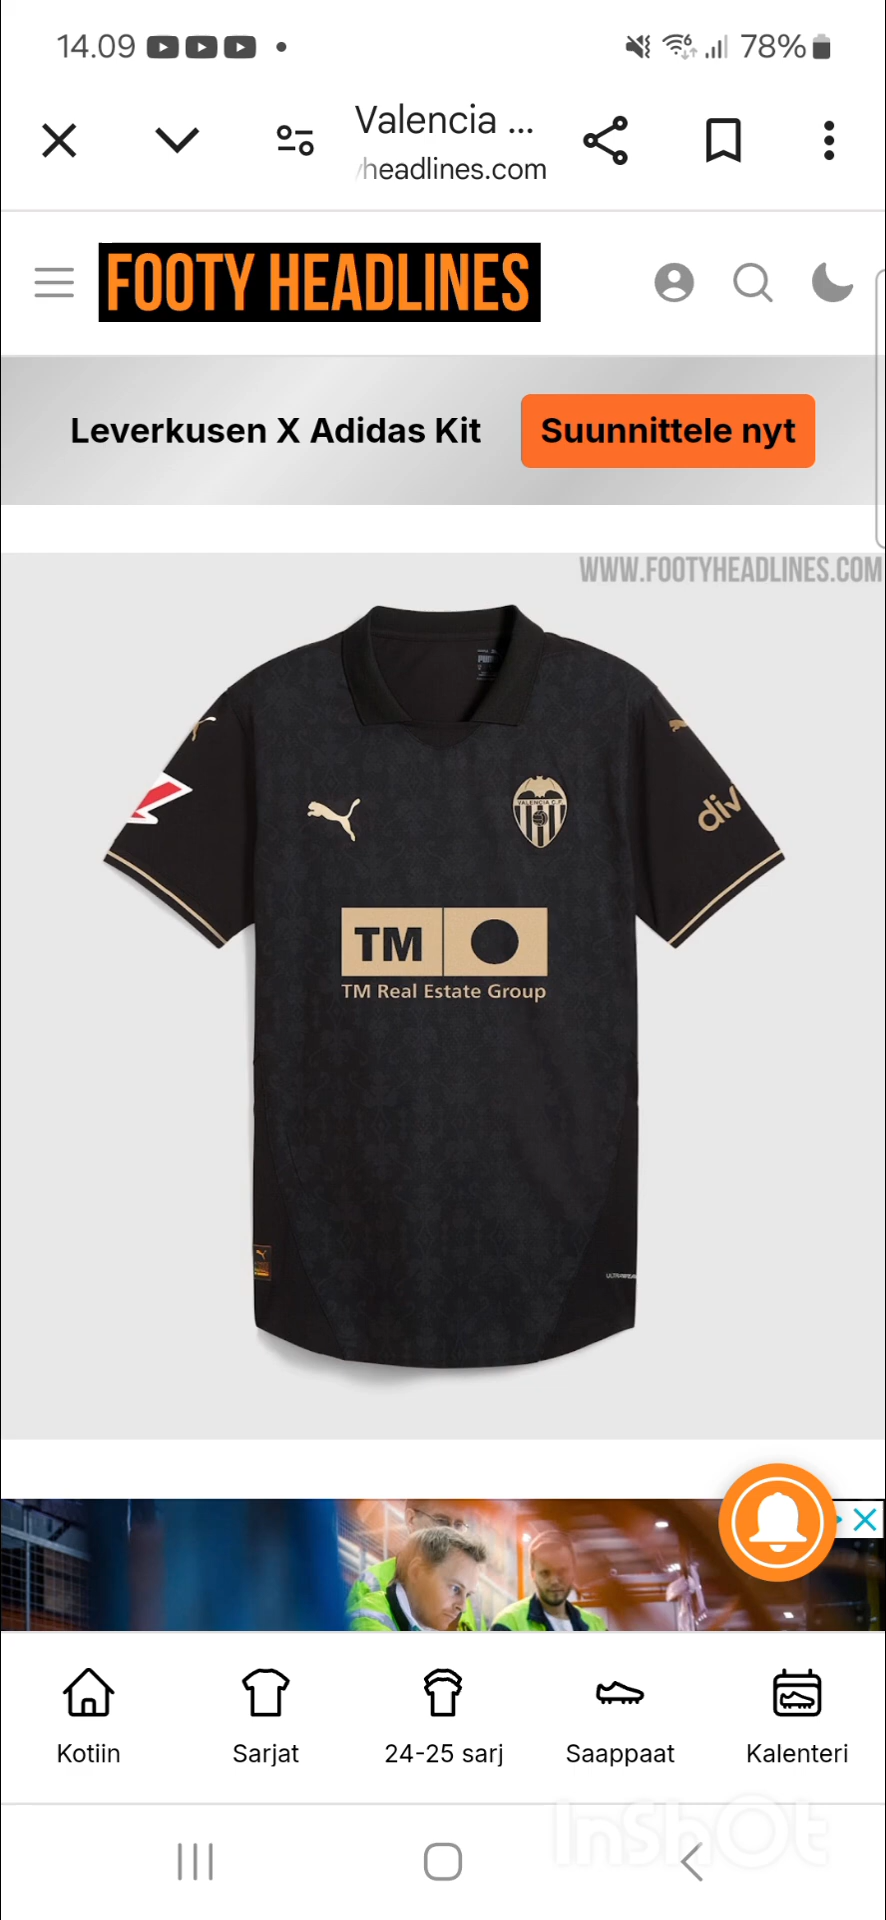 14.09
78%
Valencia ...
headlines.com
FOOTY HEADLINES
Leverkusen X Adidas Kit
Suunnittele nyt
WWW.FOOTYHEADLINES.COM
VALENCIA C.F
div
TM
TM Real Estate Group
Kotiin
Sarjat
24-25 sarj
Saappaat
Kalenteri
InShOt